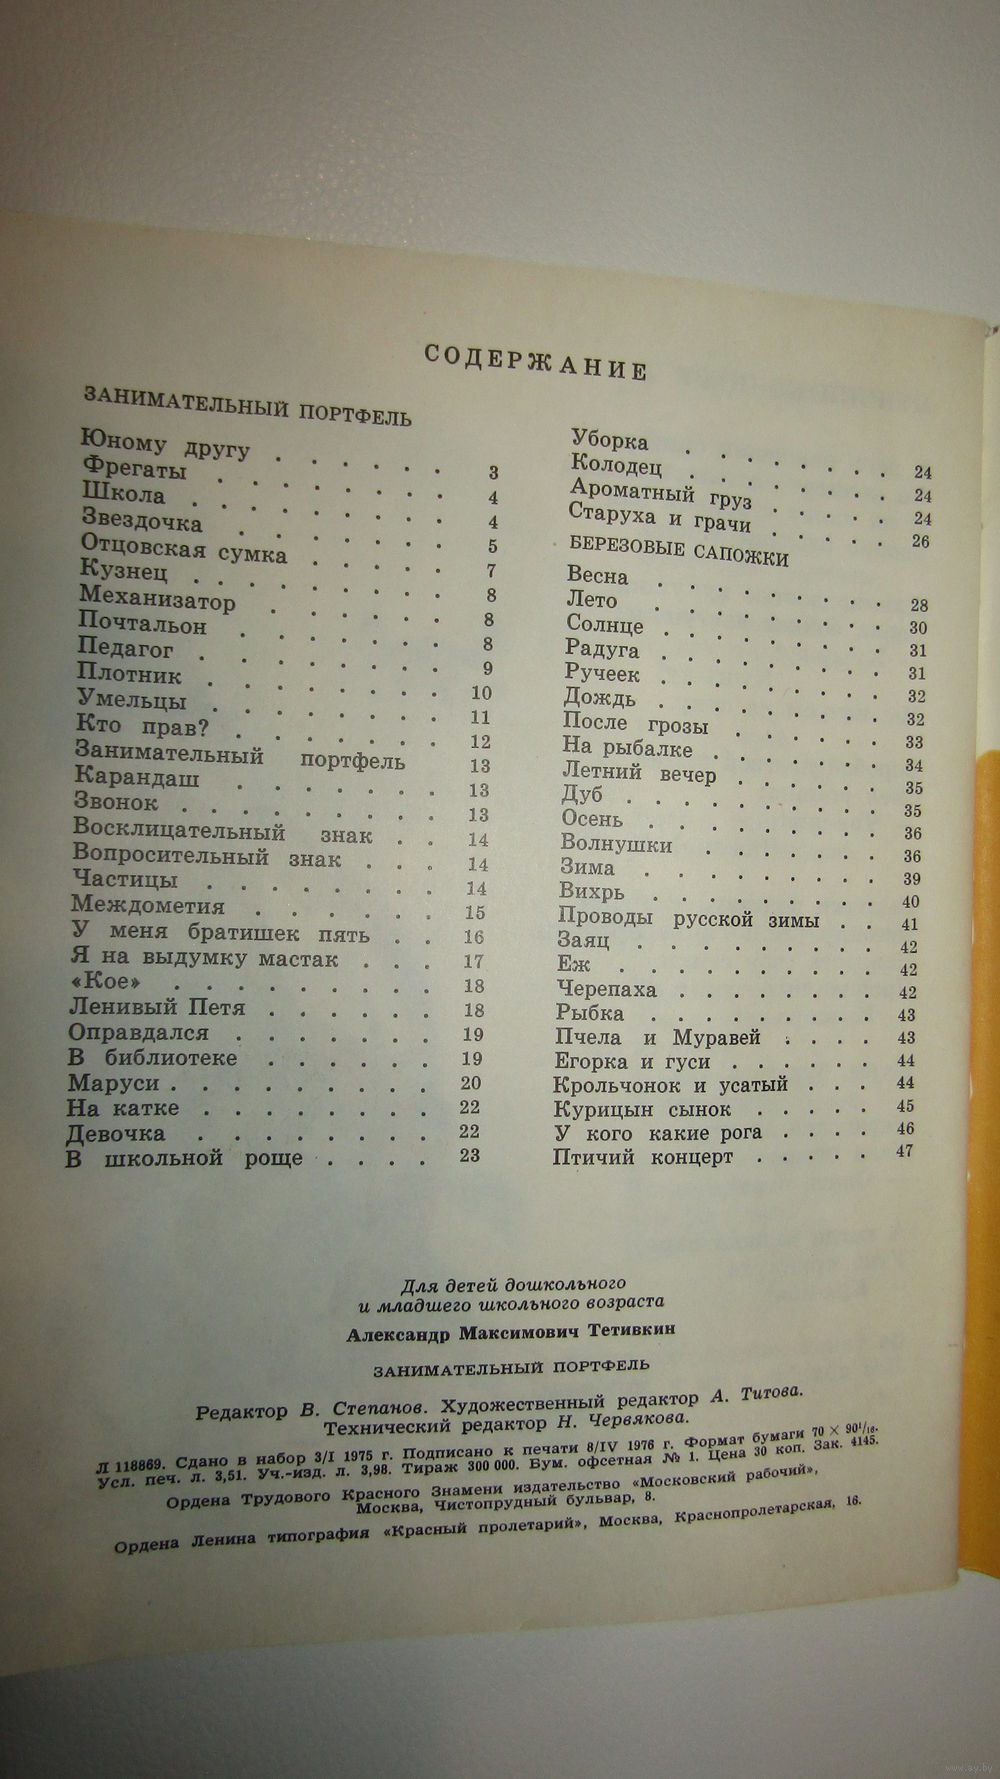 СОДЕРЖАНИЕ
ЗАНИМАТЕЛЬНЫЙ ПОРТФЕЛЬ
Юному другу . . . . . . 3
Фрегаты . . . . . . . . 4
Школа . . . . . . . . . 4
Звездочка . . . . . . . 5
Отцовская сумка . . . . . 7
Кузнец . . . . . . . . . 8
Механизатор . . . . . . 8
Почтальон . . . . . . . 8
Педагог . . . . . . . . 9
Плотник . . . . . . . . 10
Умельцы . . . . . . . . 11
Кто прав? . . . . . . . 12
Занимательный портфель 13
Карандаш . . . . . . . 13
Звонок . . . . . . . . . 13
Восклицательный знак . . 14
Вопросительный знак . . . 14
Частицы . . . . . . . . 14
Междометия . . . . . . 15
У меня братишек пять . . 16
Я на выдумку мастак . . . 17
«Кое» . . . . . . . . . 18
Ленивый Петя . . . . . . 18
Оправдался . . . . . . . 19
В библиотеке . . . . . . 19
Маруси . . . . . . . . . 20
На катке . . . . . . . . 22
Девочка . . . . . . . . 22
В школьной роще . . . . 23
Уборка . . . . . . . 24
Колодец . . . . . . . 24
Ароматный груз . . . . 24
Старуха и грачи . . . . 26
БЕРЕЗОВЫЕ САПОЖКИ
Весна . . . . . . . . 28
Лето . . . . . . . . 30
Солнце . . . . . . . . 31
Радуга . . . . . . . . 31
Ручеек . . . . . . . . 32
Дождь . . . . . . . . 32
После грозы . . . . . . 33
На рыбалке . . . . . . 34
Летний вечер . . . . . 35
Дуб . . . . . . . . . 35
Осень . . . . . . . . 36
Волнушки . . . . . . 36
Зима . . . . . . . . 39
Вихрь . . . . . . . . 40
Проводы русской зимы . . 41
Заяц . . . . . . . . 42
Еж . . . . . . . . . 42
Черепаха . . . . . . . 42
Рыбка . . . . . . . . 43
Пчела и Муравей . . . . 43
Егорка и гуси . . . . . 44
Крольчонок и усатый . . . 44
Курицын сынок . . . . . 45
У кого какие рога . . . . 46
Птичий концерт . . . . . 47
Для детей дошкольного
и младшего школьного возраста
Александр Максимович Тетивкин
ЗАНИМАТЕЛЬНЫЙ ПОРТФЕЛЬ
Редактор В. Степанов. Художественный редактор А. Титова.
Технический редактор Н. Червякова.
Л 118869. Сдано в набор 3/I 1975 г. Подписано к печати 8/IV 1976 г. Формат бумаги 70 × 90¹/₁₆.
Усл. печ. л. 3,51. Уч.-изд. л. 3,98. Тираж 300 000. Бум. офсетная № 1. Цена 30 коп. Зак. 4145.
Ордена Трудового Красного Знамени издательство «Московский рабочий»,
Москва, Чистопрудный бульвар, 8.
Ордена Ленина типография «Красный пролетарий», Москва, Краснопролетарская, 16.
www.ay.by